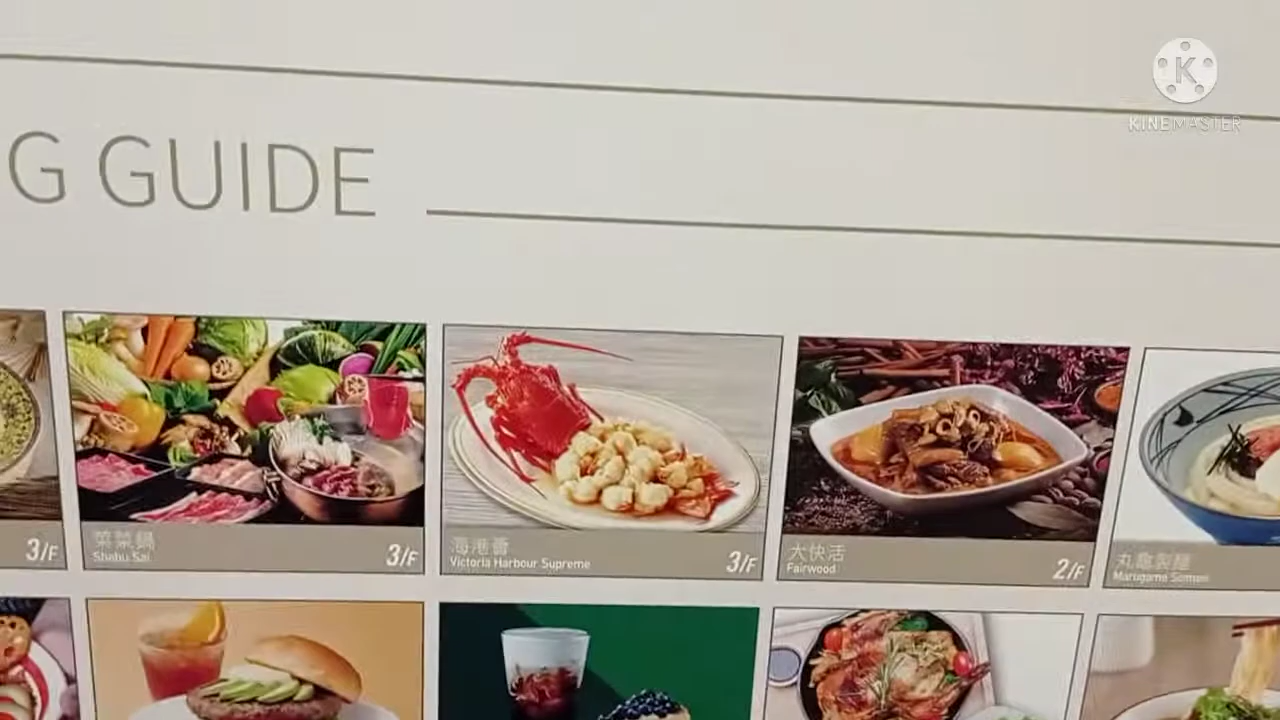 K
KINEMASTER
G GUIDE
3/F
菜菜鍋
Shabu Sai
3/F
海港薈
Victoria Harbour Supreme
3/F
大快活
Fairwood
2/F
丸亀製麵
Marugame Seimen